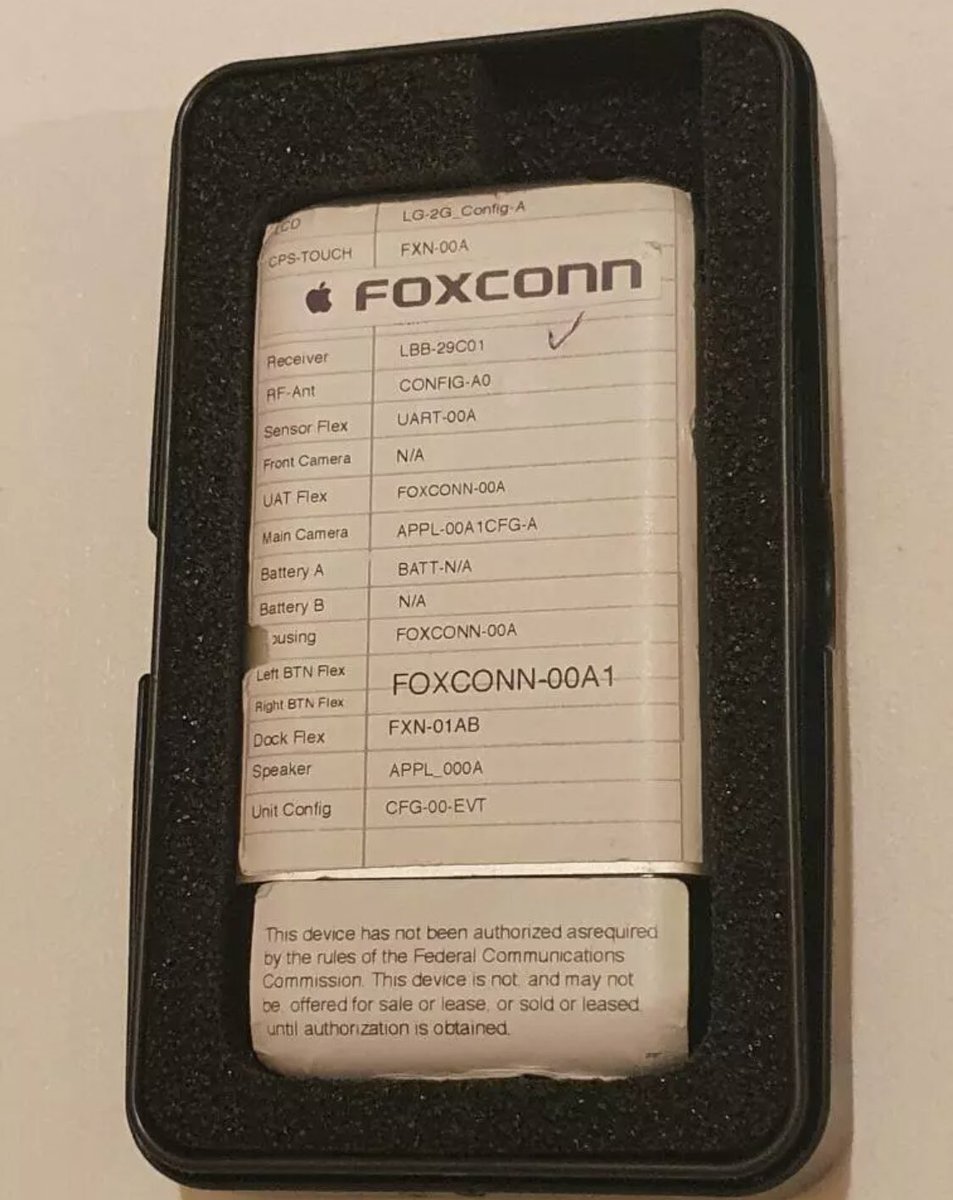 LCD LG-2G_Config-A
CPS-TOUCH FXN-00A
FOXCONN
Receiver LBB-29C01
RF-Ant CONFIG-A0
Sensor Flex UART-00A
Front Camera N/A
UAT Flex FOXCONN-00A
Main Camera APPL-00A1CFG-A
Battery A BATT-N/A
Battery B N/A
ousing FOXCONN-00A
Left BTN Flex FOXCONN-00A1
Right BTN Flex
Dock Flex FXN-01AB
Speaker APPL_000A
Unit Config CFG-00-EVT
This device has not been authorized asrequired
by the rules of the Federal Communications
Commission. This device is not, and may not
be, offered for sale or lease, or sold or leased,
until authorization is obtained.